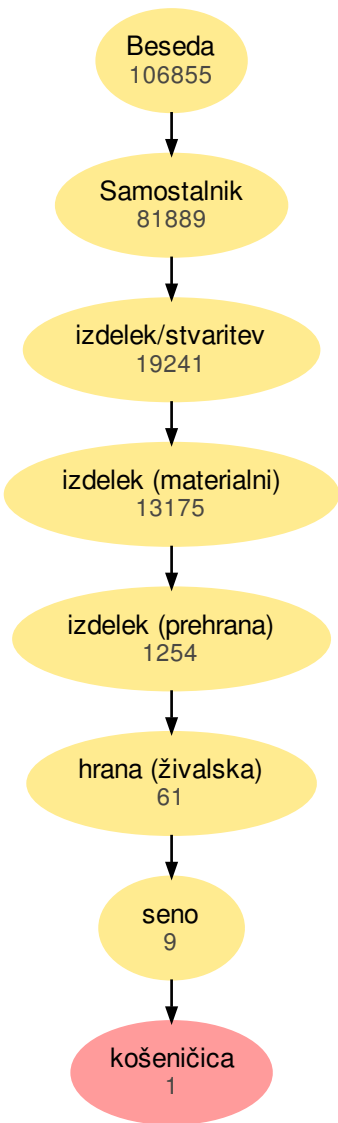 Beseda
106855
Samostalnik
81889
izdelek/stvaritev
19241
izdelek (materialni)
13175
izdelek (prehrana)
1254
hrana (živalska)
61
seno
9
košeničica
1